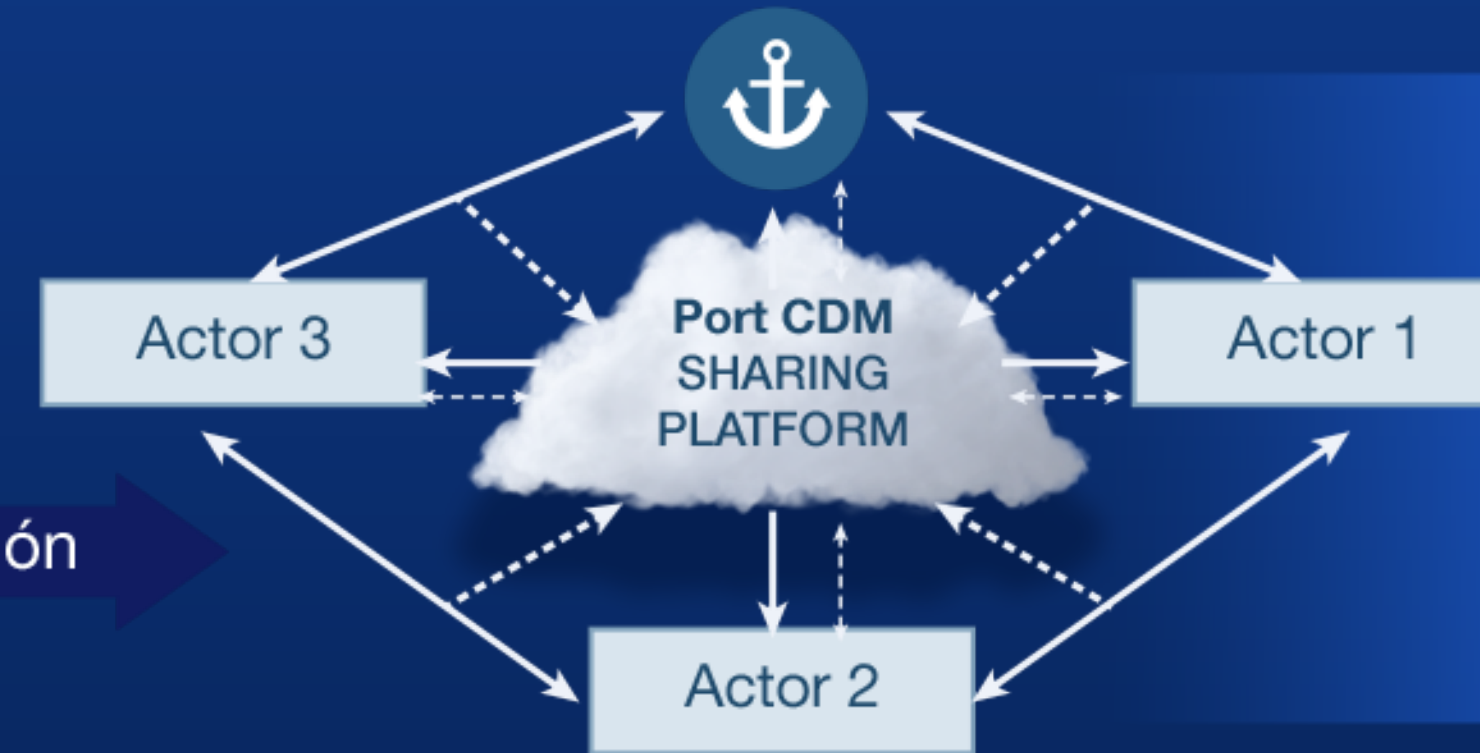 Port CDM
SHARING
PLATFORM
Actor 3
Actor 1
ón
Actor 2